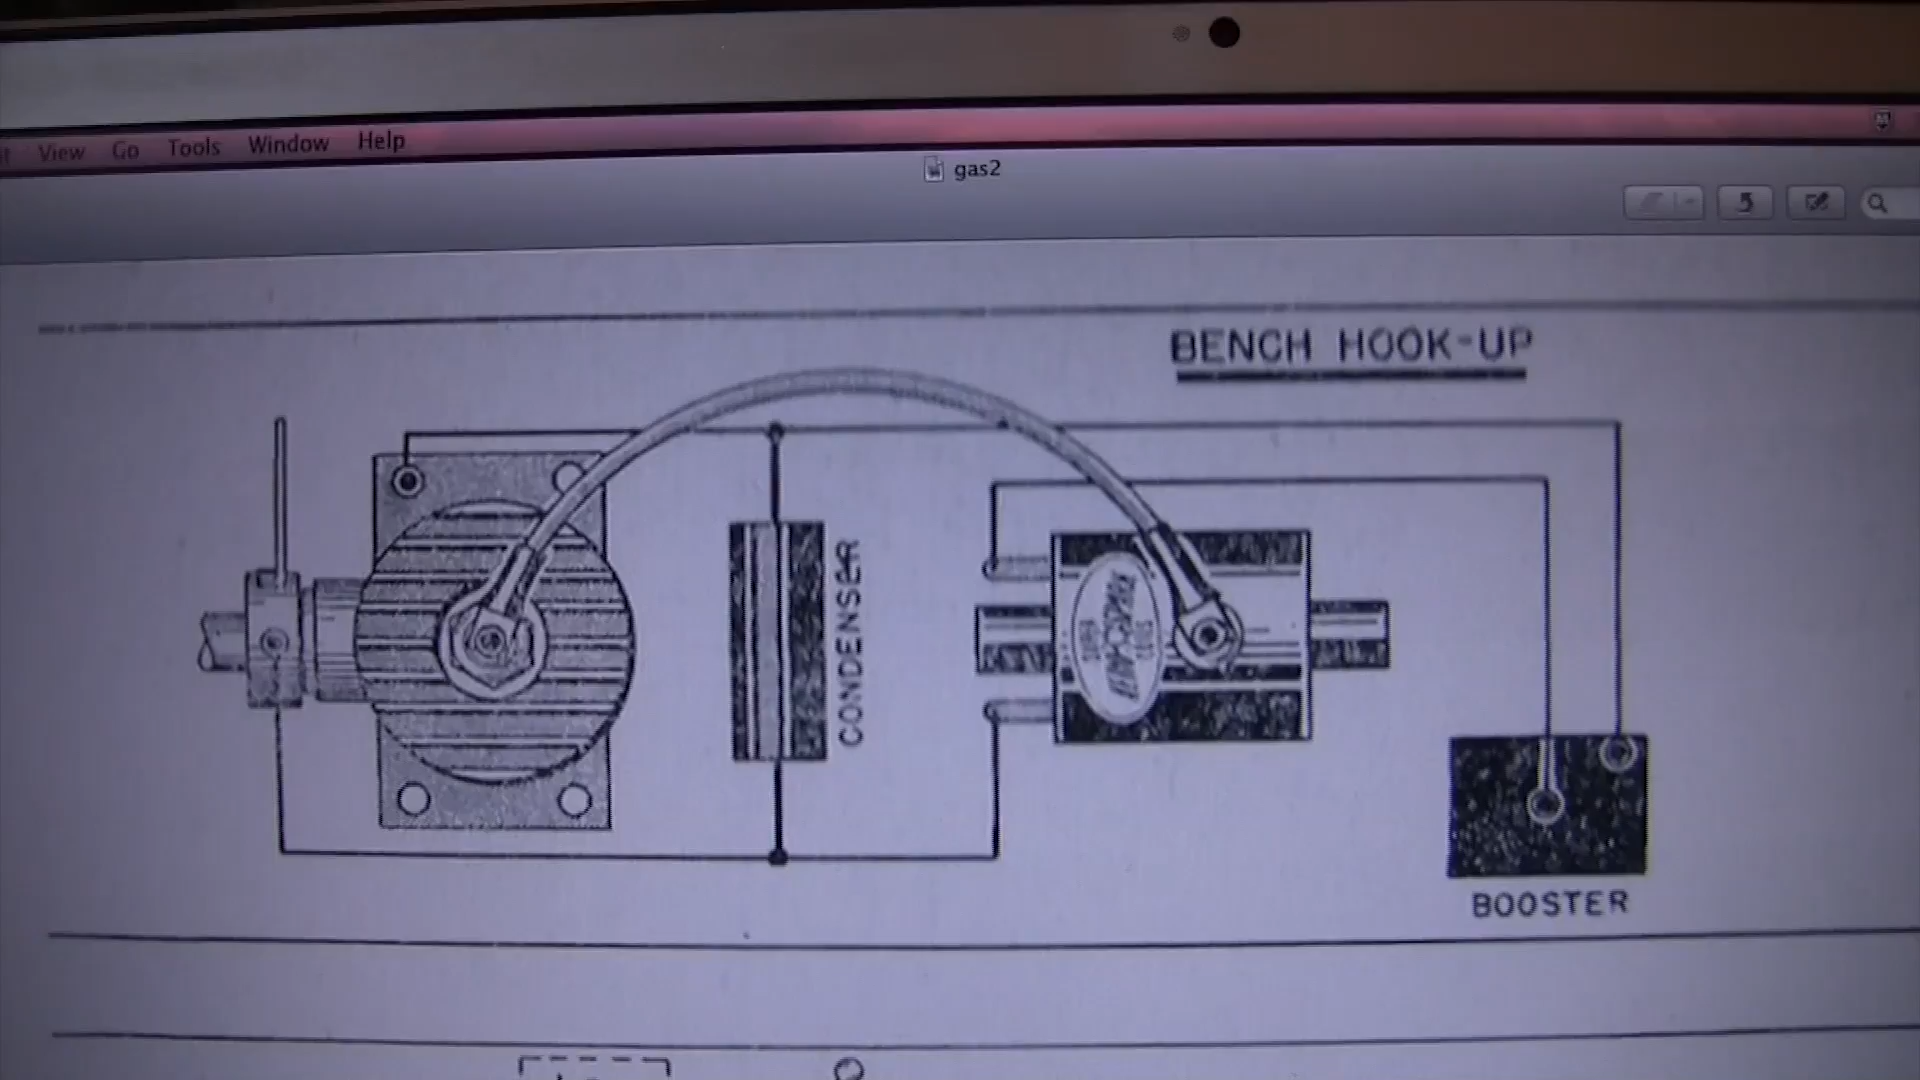 View Go Tools Window Help
gas2
BENCH HOOK-UP
CONDENSER
BOOSTER